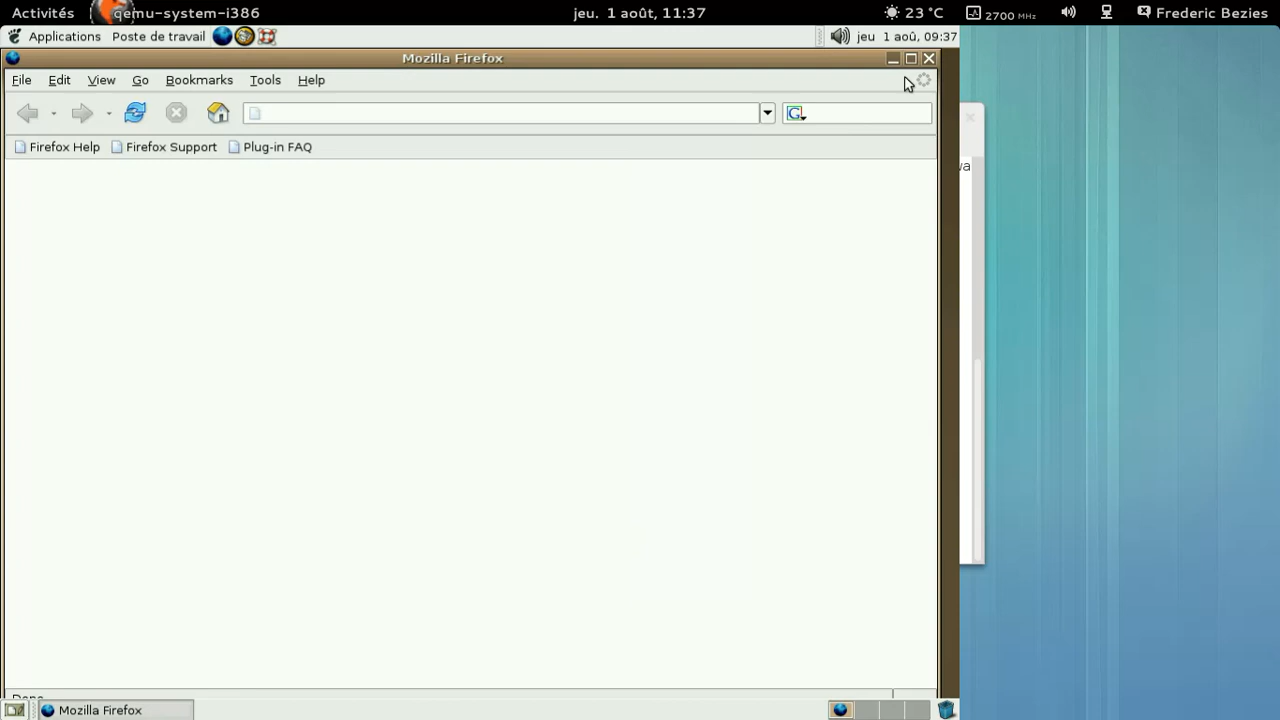 Activités qemu-system-i386 jeu. 1 août, 11:37 23 °C 2700 MHz Frederic Bezies
Applications Poste de travail jeu 1 aoû, 09:37
Mozilla Firefox
File Edit View Go Bookmarks Tools Help
G
Firefox Help Firefox Support Plug-in FAQ
wa
Done
Mozilla Firefox